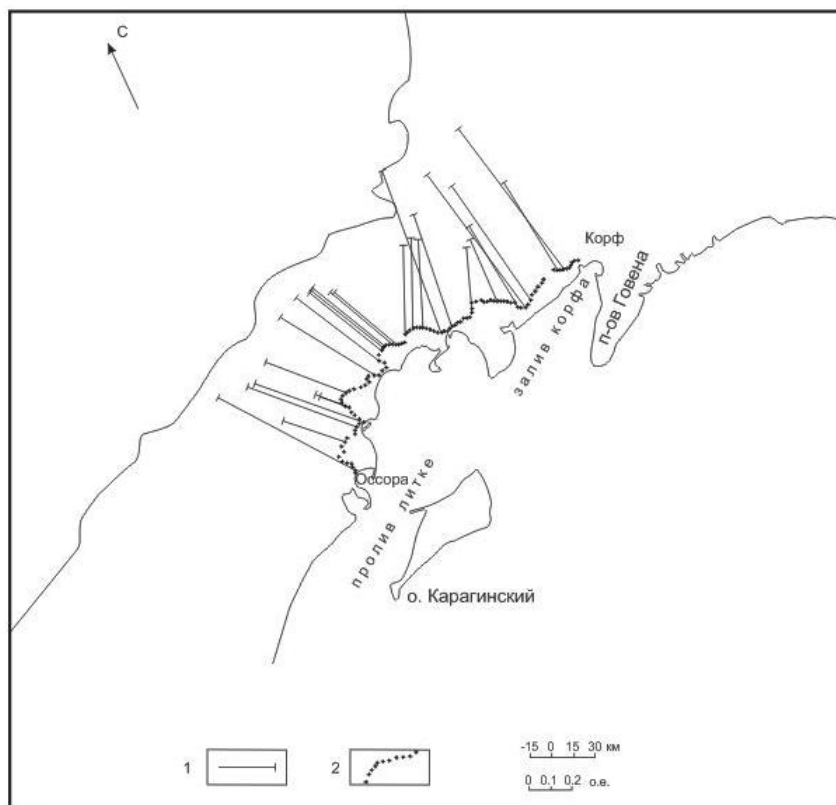 С
Корф
п-ов Говена
залив корфа
Оссора
пролив литке
о. Карагинский
1
2
-15 0 15 30 км
0 0.1 0.2 о.е.